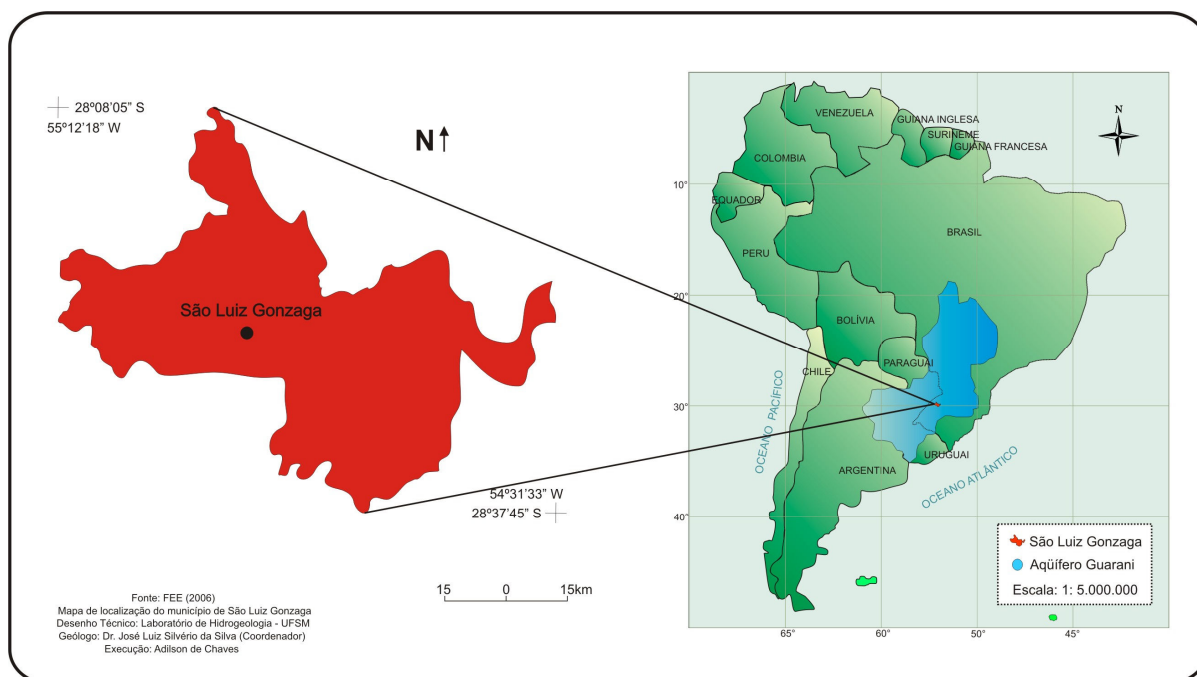 28º08'05" S
55º12'18" W
N
São Luiz Gonzaga
54º31'33" W
28º37'45" S
15 0 15km
Fonte: FEE (2006)
Mapa de localização do município de São Luiz Gonzaga
Desenho Técnico: Laboratório de Hidrogeologia - UFSM
Geólogo: Dr. José Luiz Silvério da Silva (Coordenador)
Execução: Adilson de Chaves
N
VENEZUELA
GUIANA INGLESA
SURINEME
GUIANA FRANCESA
COLOMBIA
10°
EQUADOR
BRASIL
PERU
20°
BOLÍVIA
PARAGUAI
CHILE
30°
OCEANO PACÍFICO
URUGUAI
ARGENTINA
OCEANO ATLÂNTICO
40°
São Luiz Gonzaga
Aqüífero Guarani
Escala: 1: 5.000.000
65° 60° 50° 45°